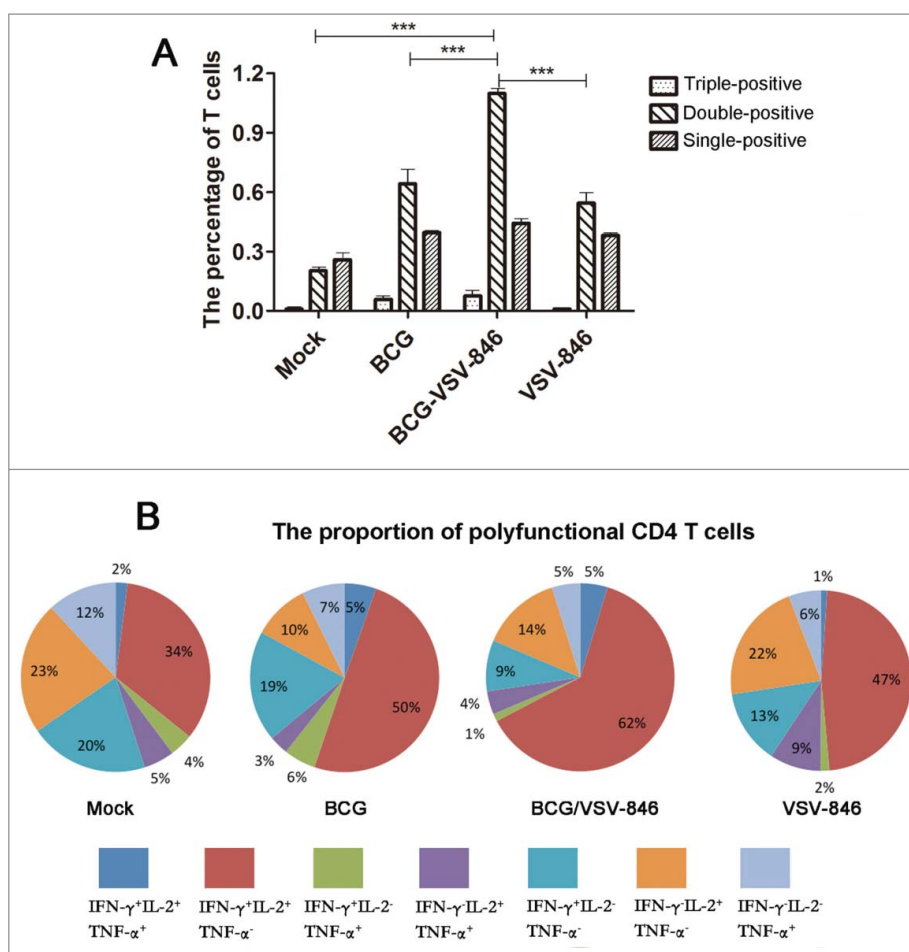 A
***
***
***
The percentage of T cells
1.2
0.9
0.6
0.3
0.0
Mock
BCG
BCG-VSV-846
VSV-846
Triple-positive
Double-positive
Single-positive
B
The proportion of polyfunctional CD4 T cells
2%
34%
4%
5%
20%
23%
12%
Mock
5%
50%
6%
3%
19%
10%
7%
BCG
5%
62%
1%
4%
9%
14%
5%
BCG/VSV-846
1%
47%
2%
9%
13%
22%
6%
VSV-846
IFN-γ⁺IL-2⁺ IFN-γ⁺IL-2⁺ IFN-γ⁺IL-2⁻ IFN-γ⁻IL-2⁺ IFN-γ⁺IL-2⁻ IFN-γ⁻IL-2⁺ IFN-γ⁻IL-2⁻
TNF-α⁺ TNF-α⁻ TNF-α⁺ TNF-α⁺ TNF-α⁻ TNF-α⁻ TNF-α⁺